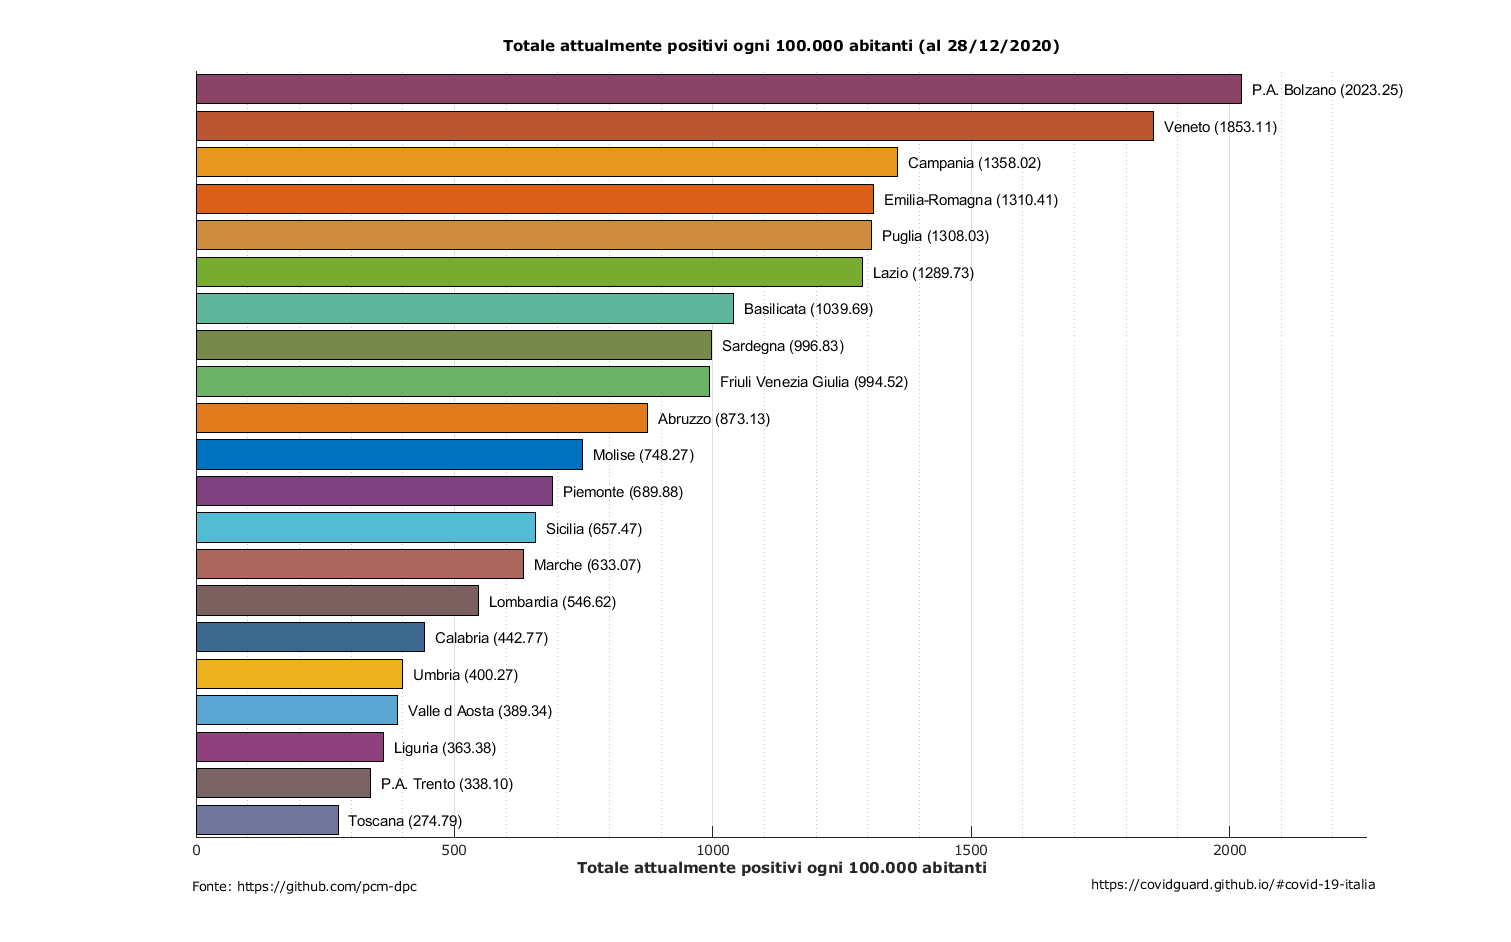 Totale attualmente positivi ogni 100.000 abitanti (al 28/12/2020)
P.A. Bolzano (2023.25)
Veneto (1853.11)
Campania (1358.02)
Emilia-Romagna (1310.41)
Puglia (1308.03)
Lazio (1289.73)
Basilicata (1039.69)
Sardegna (996.83)
Friuli Venezia Giulia (994.52)
Abruzzo (873.13)
Molise (748.27)
Piemonte (689.88)
Sicilia (657.47)
Marche (633.07)
Lombardia (546.62)
Calabria (442.77)
Umbria (400.27)
Valle d Aosta (389.34)
Liguria (363.38)
P.A. Trento (338.10)
Toscana (274.79)
0 500 1000 1500 2000
Totale attualmente positivi ogni 100.000 abitanti
Fonte: https://github.com/pcm-dpc
https://covidguard.github.io/#covid-19-italia